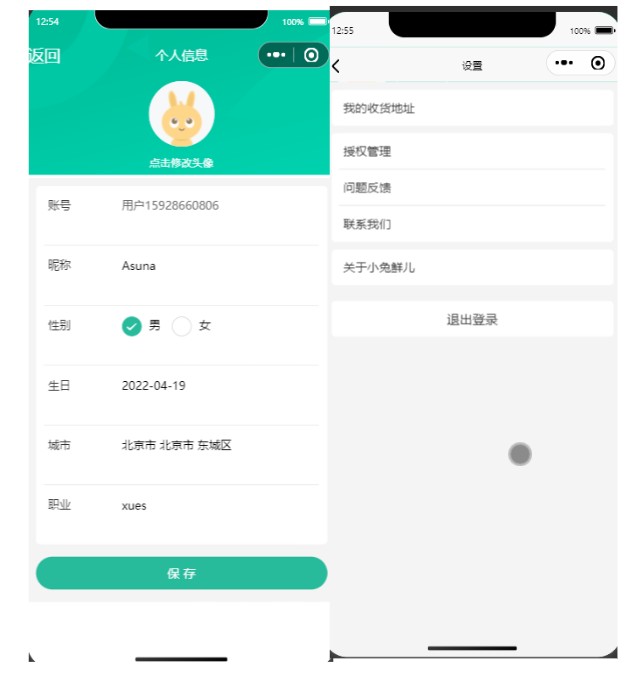 12:54
100%
返回
个人信息
点击修改头像
账号
用户15928660806
昵称
Asuna
性别
男
女
生日
2022-04-19
城市
北京市 北京市 东城区
职业
xues
保存
12:55
100%
设置
我的收货地址
授权管理
问题反馈
联系我们
关于小兔鲜儿
退出登录